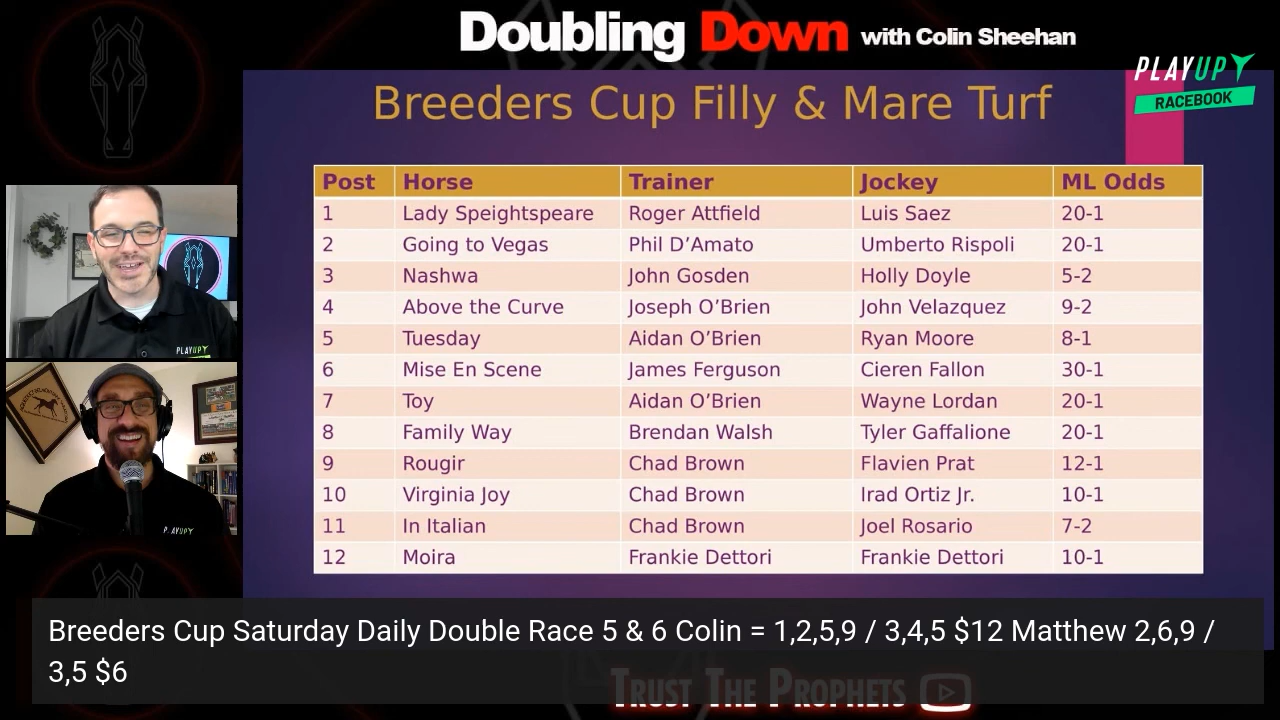 Doubling Down with Colin Sheehan
PLAYUP
RACEBOOK
Breeders Cup Filly & Mare Turf
Post Horse Trainer Jockey ML Odds
1 Lady Speightspeare Roger Attfield Luis Saez 20-1
2 Going to Vegas Phil D’Amato Umberto Rispoli 20-1
3 Nashwa John Gosden Holly Doyle 5-2
4 Above the Curve Joseph O’Brien John Velazquez 9-2
5 Tuesday Aidan O’Brien Ryan Moore 8-1
6 Mise En Scene James Ferguson Cieren Fallon 30-1
7 Toy Aidan O’Brien Wayne Lordan 20-1
8 Family Way Brendan Walsh Tyler Gaffalione 20-1
9 Rougir Chad Brown Flavien Prat 12-1
10 Virginia Joy Chad Brown Irad Ortiz Jr. 10-1
11 In Italian Chad Brown Joel Rosario 7-2
12 Moira Frankie Dettori Frankie Dettori 10-1
PLAYUP
PLAYUP
Breeders Cup Saturday Daily Double Race 5 & 6 Colin = 1,2,5,9 / 3,4,5 $12 Matthew 2,6,9 /
3,5 $6
TRUST THE PROPHETS